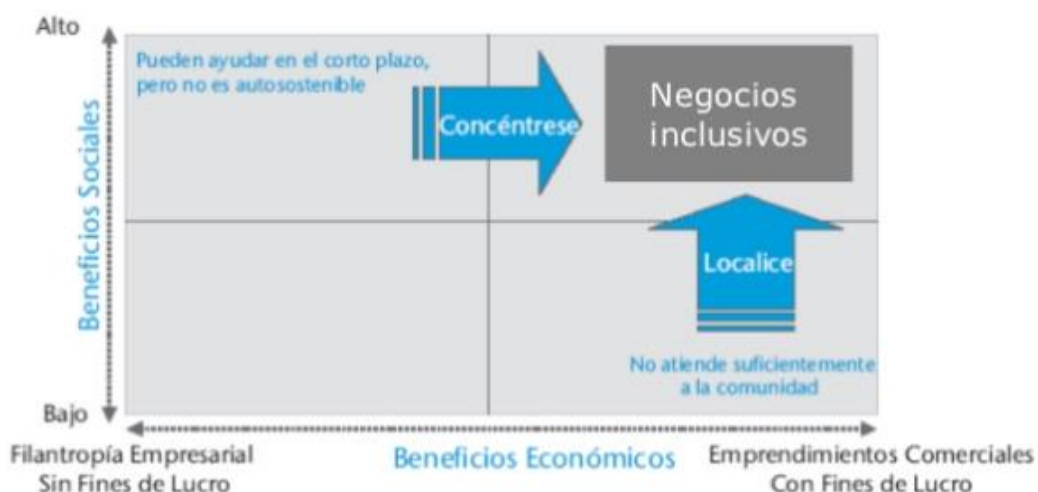 Alto
Pueden ayudar en el corto plazo,
pero no es autosostenible
Concéntrese
Negocios
inclusivos
Beneficios Sociales
Localice
No atiende suficientemente
a la comunidad
Bajo
Filantropía Empresarial
Sin Fines de Lucro
Beneficios Económicos
Emprendimientos Comerciales
Con Fines de Lucro